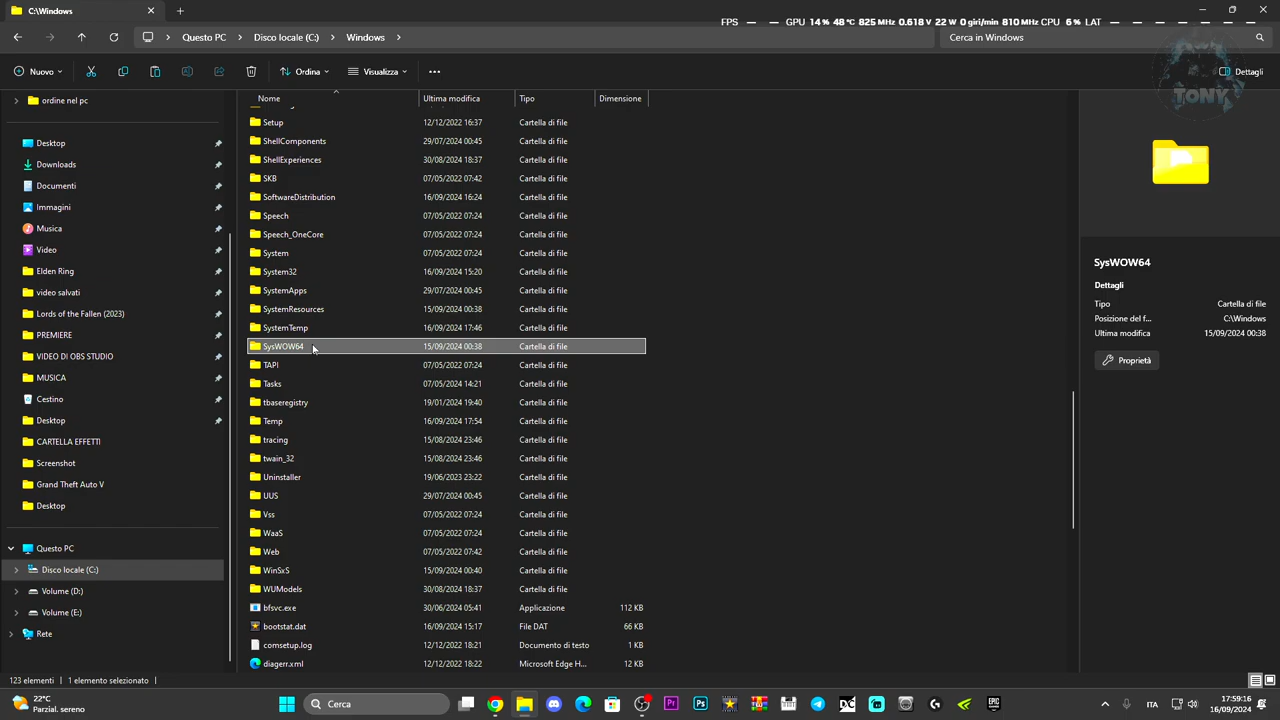 C:\Windows
FPS — — GPU 14 % 48 °C 825 MHz 0.618 V 22 W 0 giri/min 810 MHz CPU 6 % LAT — — — — — —
Questo PC > Disco locale (C:) > Windows >
Cerca in Windows
Nuovo
Ordina
Visualizza
Dettagli
TONY
ordine nel pc
Desktop
Downloads
Documenti
Immagini
Musica
Video
Elden Ring
video salvati
Lords of the Fallen (2023)
PREMIERE
VIDEO DI OBS STUDIO
MUSICA
Cestino
Desktop
CARTELLA EFFETTI
Screenshot
Grand Theft Auto V
Desktop
Questo PC
Disco locale (C:)
Volume (D:)
Volume (E:)
Rete
Nome Ultima modifica Tipo Dimensione
Setup 12/12/2022 16:37 Cartella di file
ShellComponents 29/07/2024 00:45 Cartella di file
ShellExperiences 30/08/2024 18:37 Cartella di file
SKB 07/05/2022 07:42 Cartella di file
SoftwareDistribution 16/09/2024 16:24 Cartella di file
Speech 07/05/2022 07:24 Cartella di file
Speech_OneCore 07/05/2022 07:24 Cartella di file
System 07/05/2022 07:24 Cartella di file
System32 16/09/2024 15:20 Cartella di file
SystemApps 29/07/2024 00:45 Cartella di file
SystemResources 15/09/2024 00:38 Cartella di file
SystemTemp 16/09/2024 17:46 Cartella di file
SysWOW64 15/09/2024 00:38 Cartella di file
TAPI 07/05/2022 07:24 Cartella di file
Tasks 07/05/2022 14:21 Cartella di file
tbaseregistry 19/01/2024 19:40 Cartella di file
Temp 16/09/2024 17:54 Cartella di file
tracing 15/08/2024 23:46 Cartella di file
twain_32 15/08/2024 23:46 Cartella di file
Uninstaller 19/06/2023 23:22 Cartella di file
UUS 29/07/2024 00:45 Cartella di file
Vss 07/05/2022 07:24 Cartella di file
WaaS 07/05/2022 07:24 Cartella di file
Web 07/05/2022 07:42 Cartella di file
WinSxS 15/09/2024 00:40 Cartella di file
WUModels 30/08/2024 18:37 Cartella di file
bfsvc.exe 30/06/2024 05:41 Applicazione 112 KB
bootstat.dat 16/09/2024 15:17 File DAT 66 KB
comsetup.log 12/12/2022 18:21 Documento di testo 1 KB
diagerr.xml 12/12/2022 18:22 Microsoft Edge H... 12 KB
SysWOW64
Dettagli
Tipo Cartella di file
Posizione del f... C:\Windows
Ultima modifica 15/09/2024 00:38
Proprietà
123 elementi 1 elemento selezionato
22°C
Parzial. sereno
Cerca
ITA
17:59:16
16/09/2024